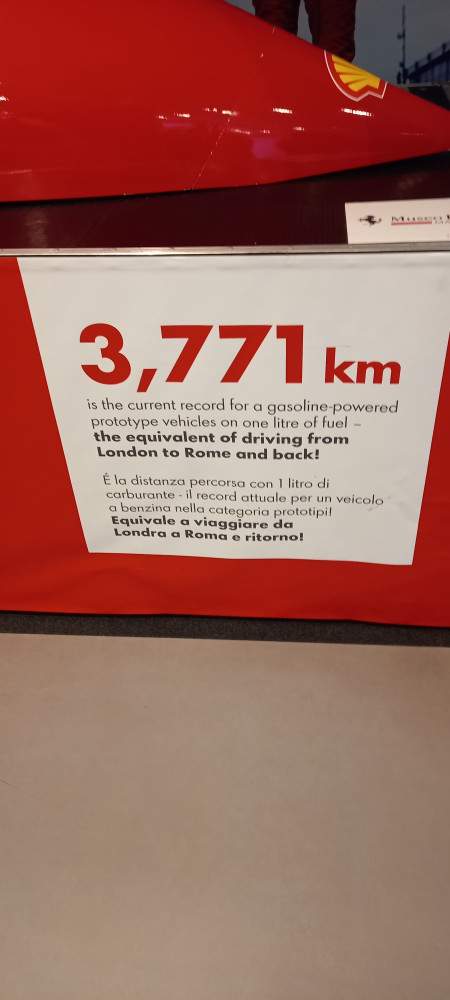 Museo
3,771 km
is the current record for a gasoline-powered
prototype vehicles on one litre of fuel –
the equivalent of driving from
London to Rome and back!
É la distanza percorsa con 1 litro di
carburante - il record attuale per un veicolo
a benzina nella categoria prototipi!
Equivale a viaggiare da
Londra a Roma e ritorno!